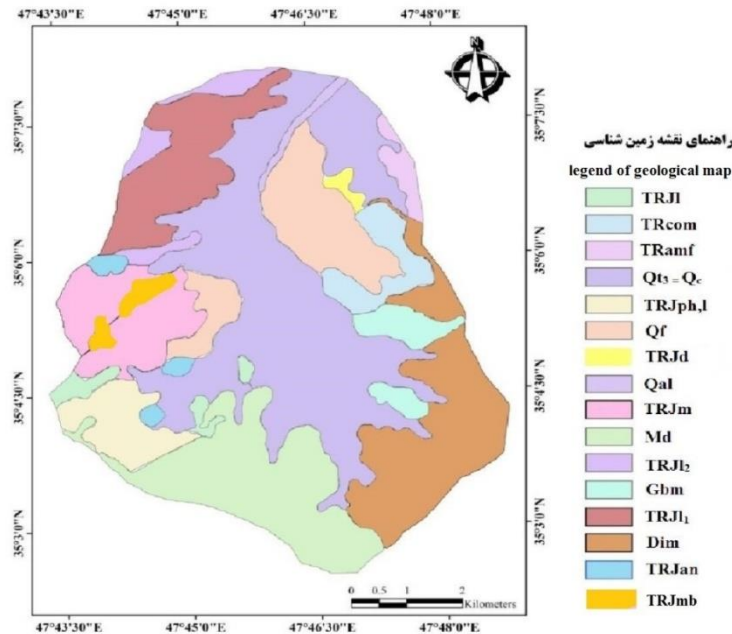 47°43'30"E 47°45'0"E 47°46'30"E 47°48'0"E
N
35°7'30"N 35°7'30"N
35°6'0"N 35°6'0"N
35°4'30"N 35°4'30"N
35°3'0"N 35°3'0"N
راهنمای نقشه زمین شناسی
legend of geological map
TRJl
TRcom
TRamf
Qt₃ = Qc
TRJph,l
Qf
TRJd
Qal
TRJm
Md
TRJl₂
Gbm
TRJl₁
Dim
TRJan
TRJmb
0 0.5 1 2
Kilometers
47°43'30"E 47°45'0"E 47°46'30"E 47°48'0"E